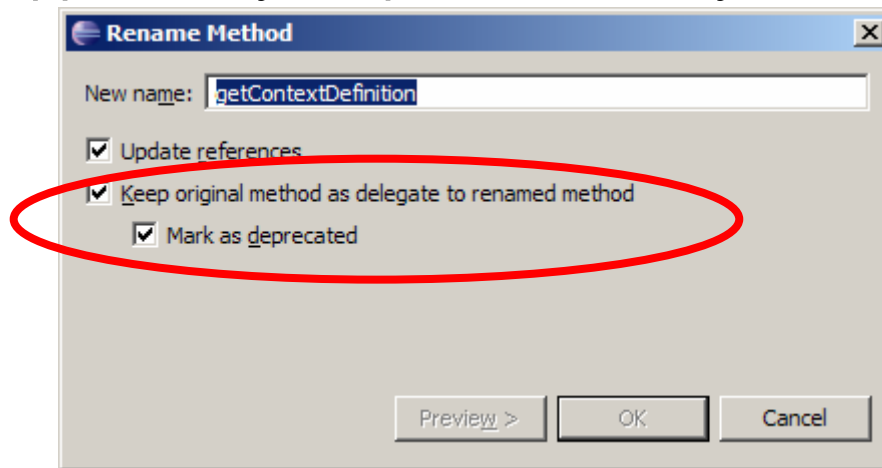 Rename Method
New name: getContextDefinition
Update references
Keep original method as delegate to renamed method
Mark as deprecated
Preview > OK Cancel